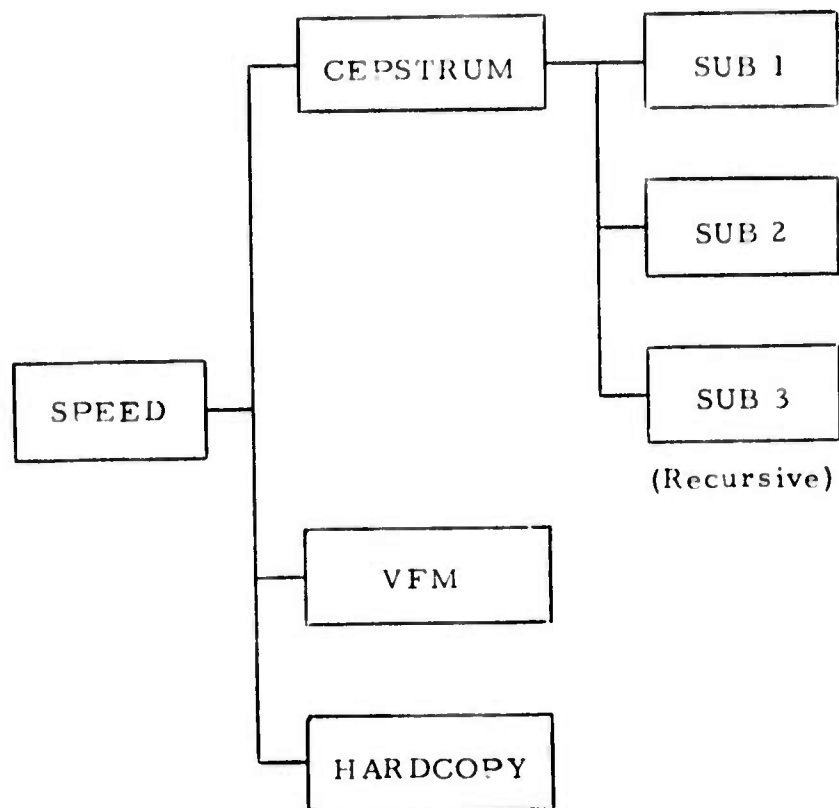 CEPSTRUM
SUB 1
SUB 2
SPEED
SUB 3
(Recursive)
VFM
HARDCOPY